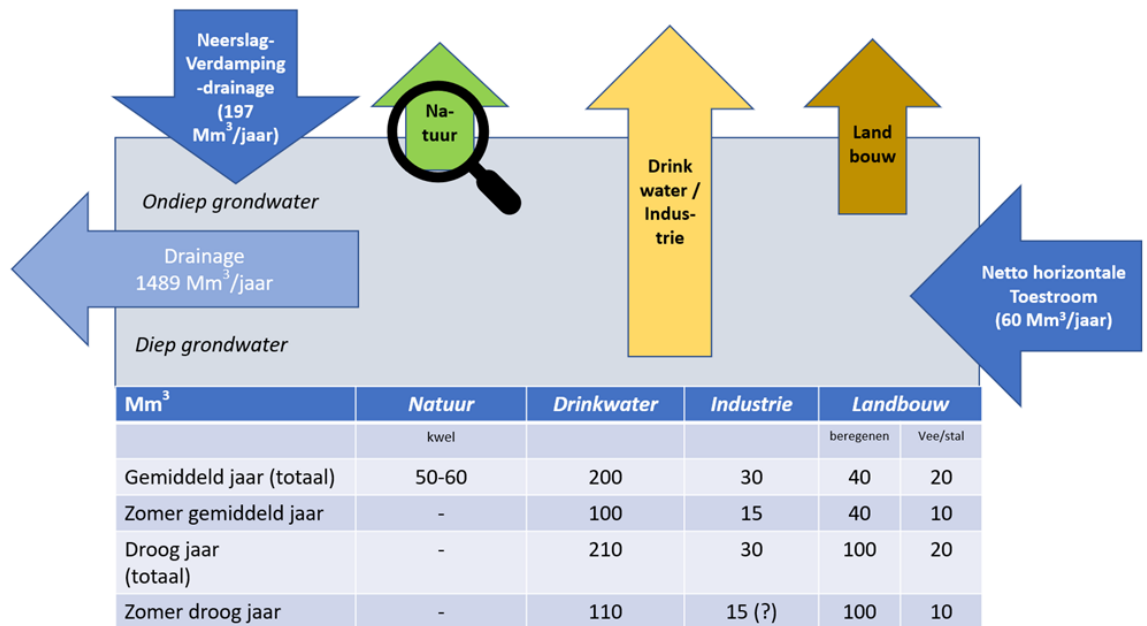 Neerslag-
Verdamping
-drainage
(197
Mm³/jaar)
Na-
tuur
Drink
water /
Indus-
trie
Land
bouw
Ondiep grondwater
Drainage
1489 Mm³/jaar
Netto horizontale
Toestroom
(60 Mm³/jaar)
Diep grondwater
Mm³ Natuur Drinkwater Industrie Landbouw
kwel beregenen Vee/stal
Gemiddeld jaar (totaal) 50-60 200 30 40 20
Zomer gemiddeld jaar - 100 15 40 10
Droog jaar
(totaal) - 210 30 100 20
Zomer droog jaar - 110 15 (?) 100 10